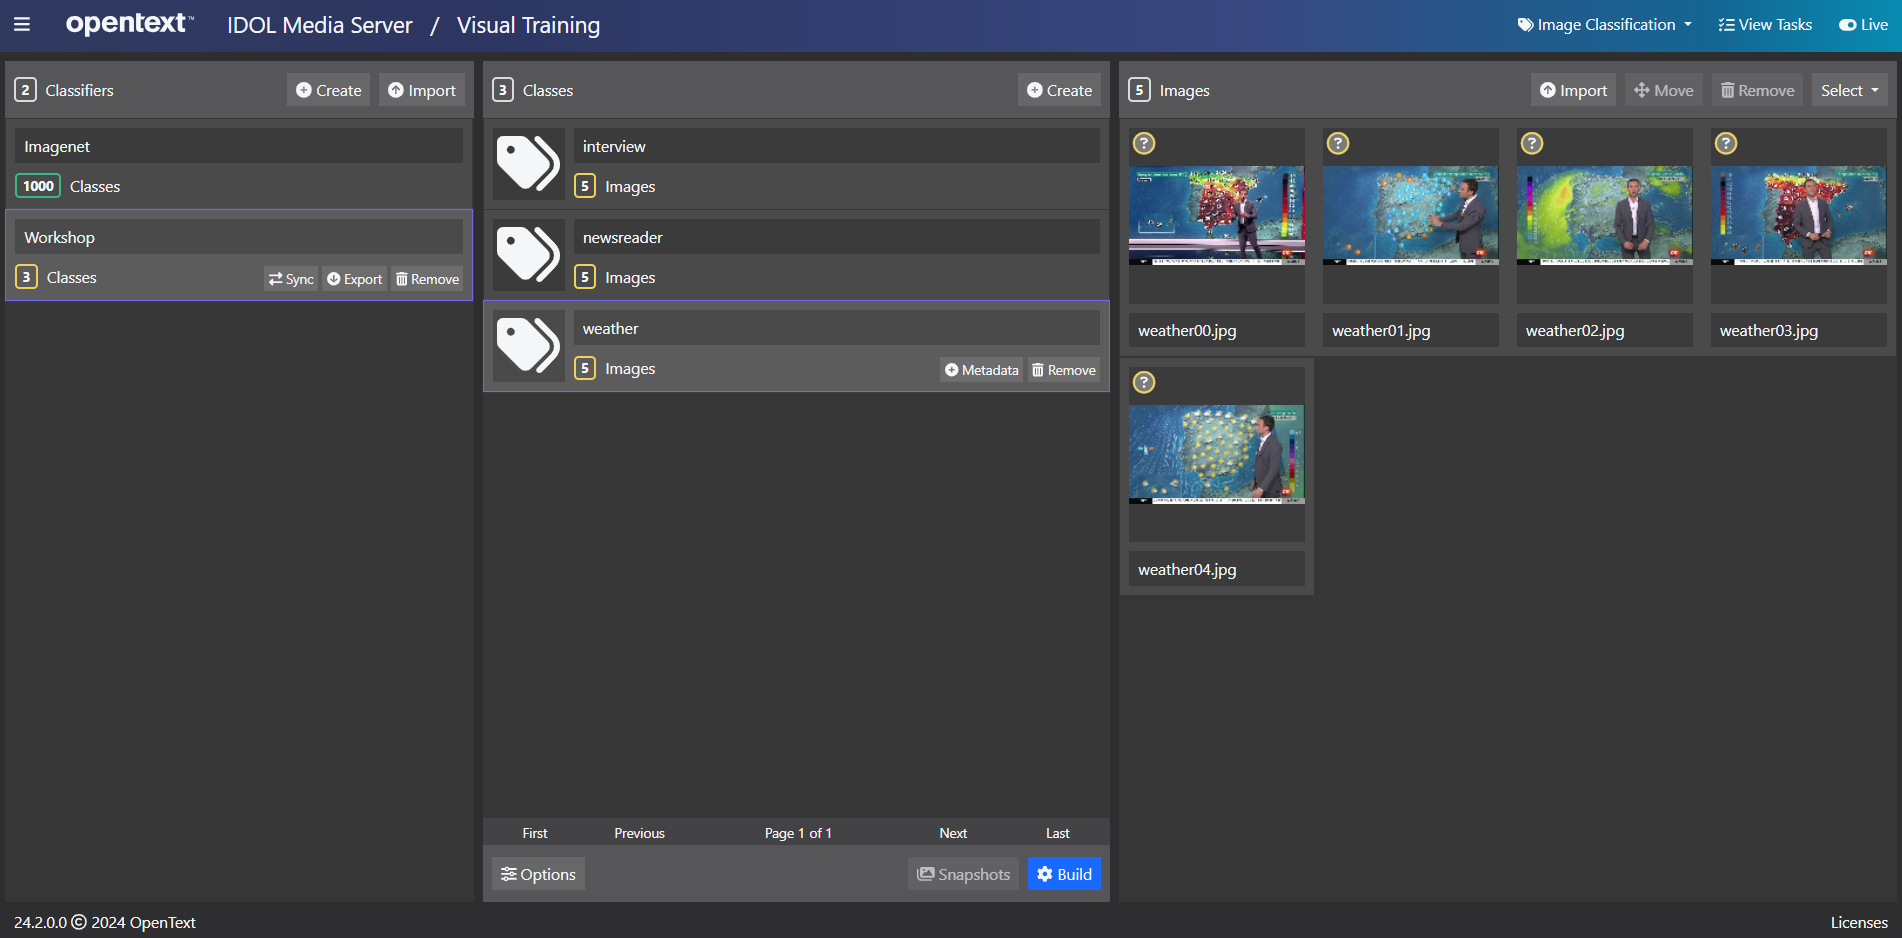 opentext™ IDOL Media Server / Visual Training Image Classification View Tasks Live
2 Classifiers Create Import
Imagenet
1000 Classes
Workshop
3 Classes Sync Export Remove
3 Classes Create
interview
5 Images
newsreader
5 Images
weather
5 Images Metadata Remove
First Previous Page 1 of 1 Next Last
Options Snapshots Build
5 Images Import Move Remove Select
?
?
?
?
weather00.jpg weather01.jpg weather02.jpg weather03.jpg
?
weather04.jpg
24.2.0.0 © 2024 OpenText Licenses